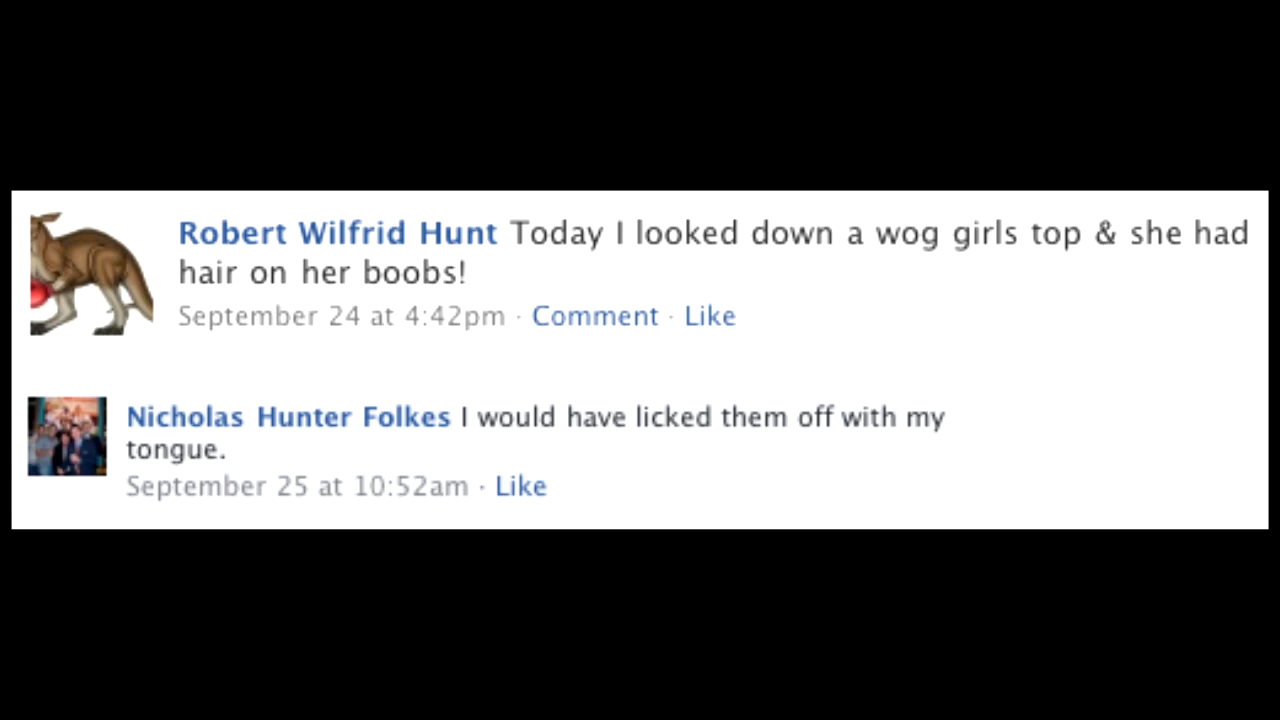 Robert Wilfrid Hunt Today I looked down a wog girls top & she had
hair on her boobs!
September 24 at 4:42pm · Comment · Like
Nicholas Hunter Folkes I would have licked them off with my
tongue.
September 25 at 10:52am · Like